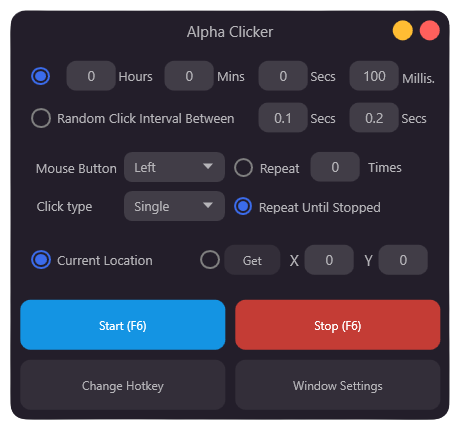 Alpha Clicker
0 Hours 0 Mins 0 Secs 100 Millis.
Random Click Interval Between 0.1 Secs 0.2 Secs
Mouse Button Left Repeat 0 Times
Click type Single Repeat Until Stopped
Current Location Get X 0 Y 0
Start (F6) Stop (F6)
Change Hotkey Window Settings